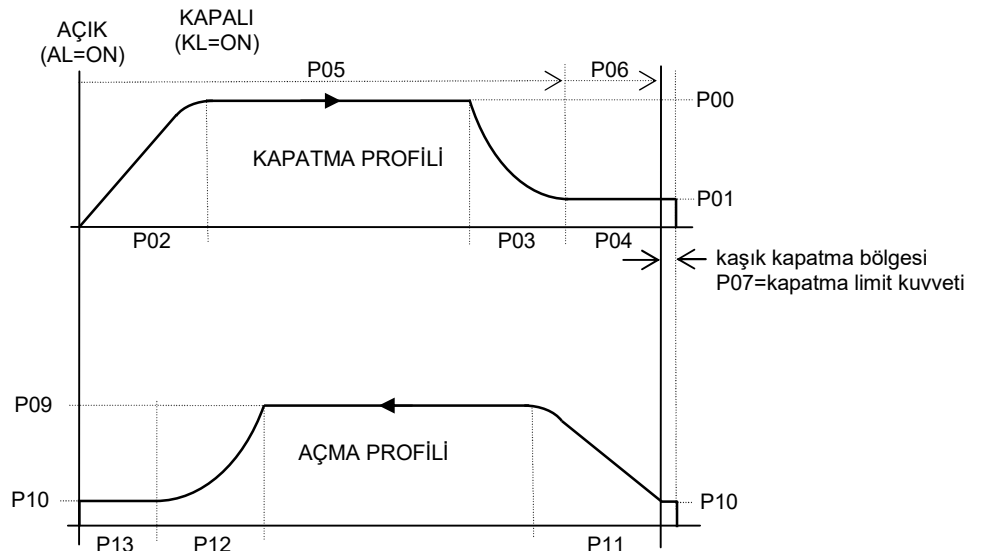 AÇIK
(AL=ON)
KAPALI
(KL=ON)
P05
P06
P00
KAPATMA PROFİLİ
P01
P02
P03
P04
kaşık kapatma bölgesi
P07=kapatma limit kuvveti
P09
AÇMA PROFİLİ
P10
P10
P13
P12
P11